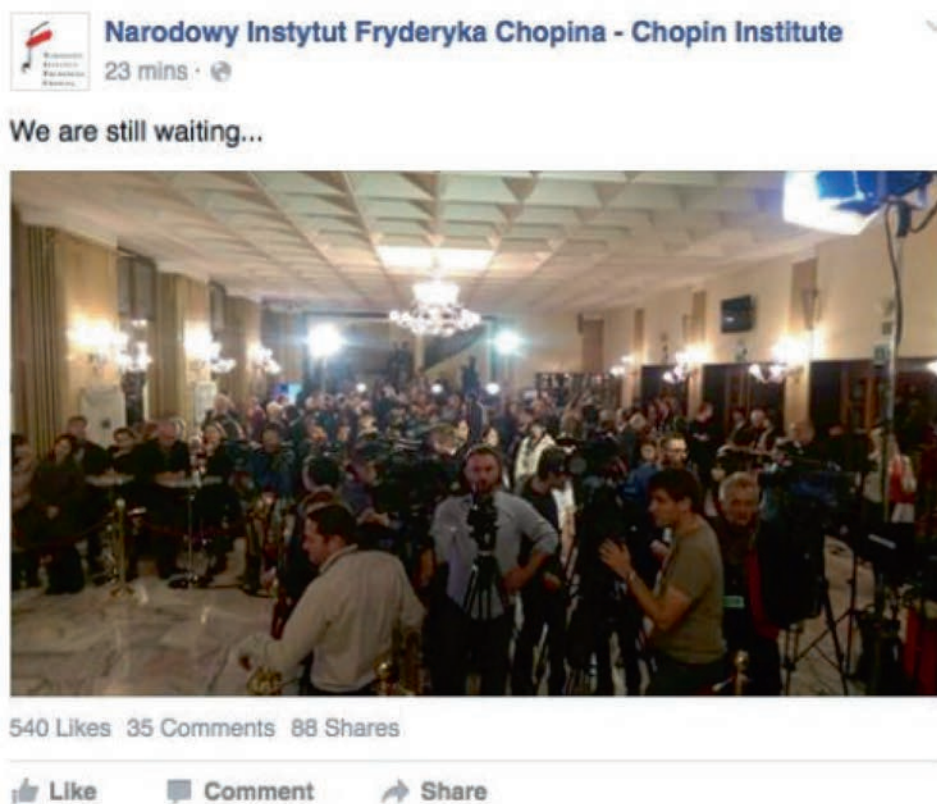 Narodowy Instytut Fryderyka Chopina - Chopin Institute
23 mins ·
We are still waiting...
540 Likes 35 Comments 88 Shares
Like Comment Share